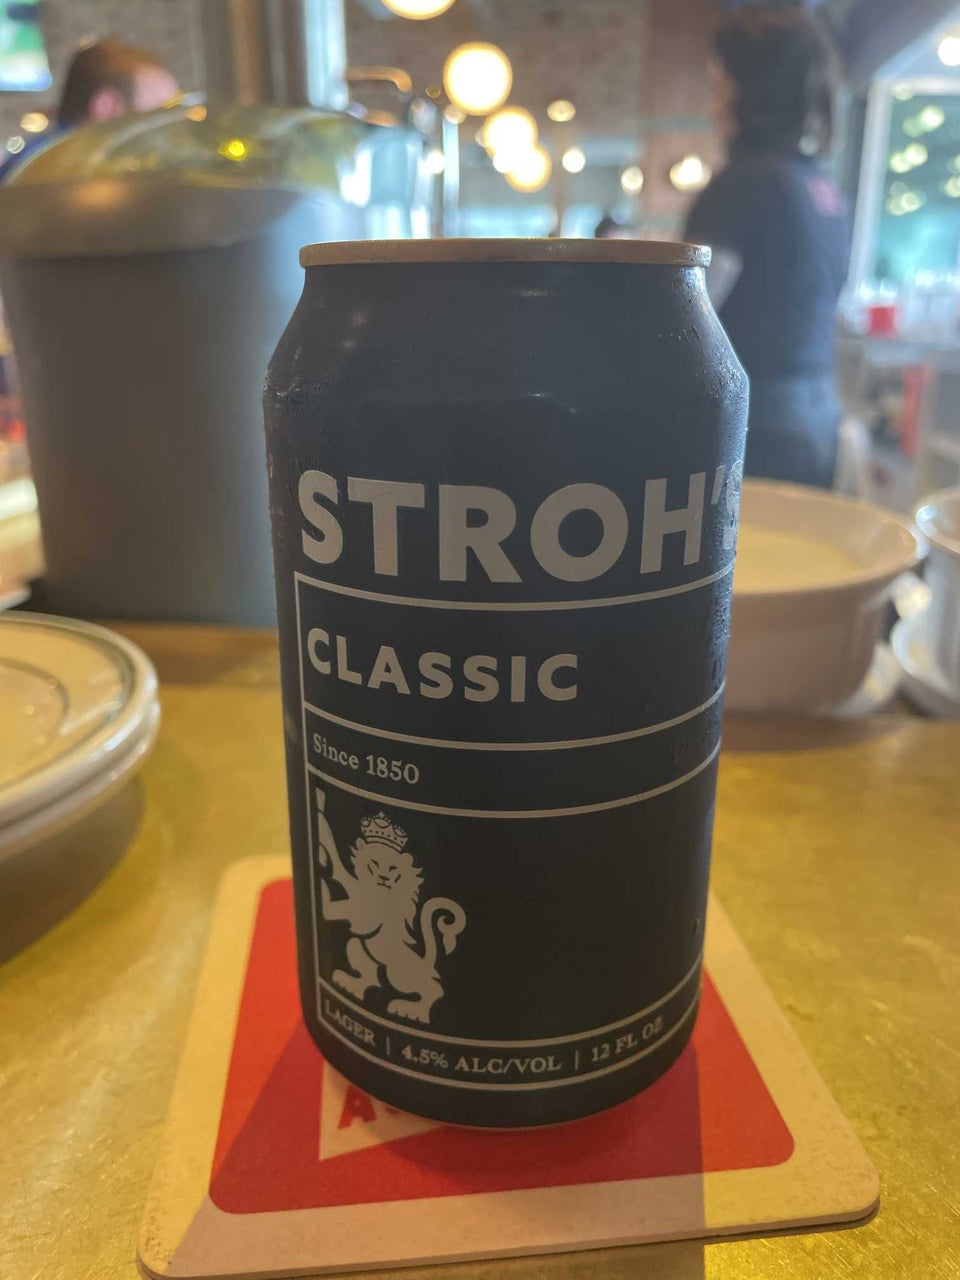 STROH'S
CLASSIC
Since 1850
LAGER | 4.5% ALC/VOL | 12 FL OZ